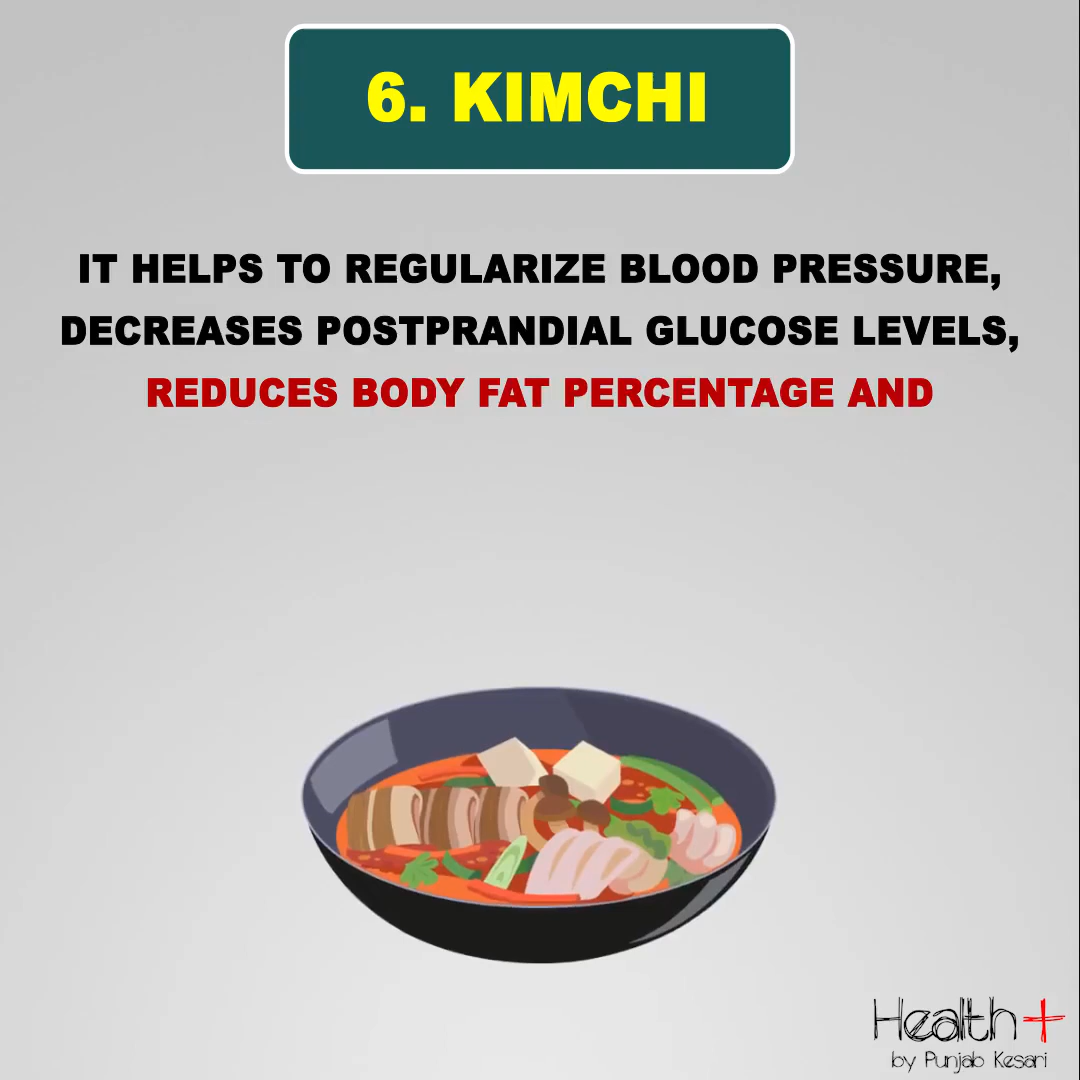 6. KIMCHI
IT HELPS TO REGULARIZE BLOOD PRESSURE,
DECREASES POSTPRANDIAL GLUCOSE LEVELS,
REDUCES BODY FAT PERCENTAGE AND
Health+
by Punjab Kesari